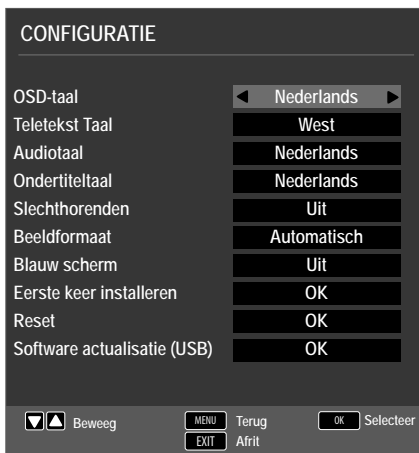 CONFIGURATIE
OSD-taal Nederlands
Teletekst Taal West
Audiotaal Nederlands
Ondertiteltaal Nederlands
Slechthorenden Uit
Beeldformaat Automatisch
Blauw scherm Uit
Eerste keer installeren OK
Reset OK
Software actualisatie (USB) OK
Beweeg MENU Terug OK Selecteer
EXIT Afrit